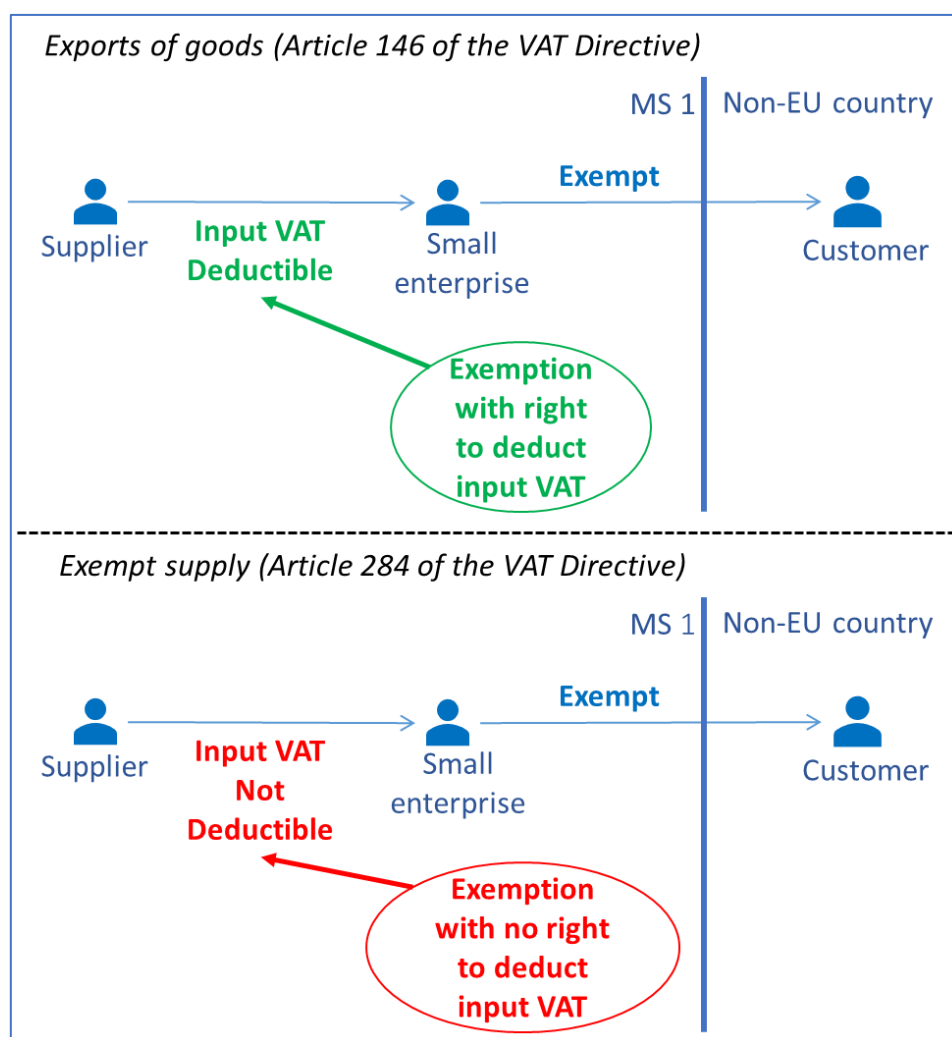 Exports of goods (Article 146 of the VAT Directive)
MS 1
Non-EU country
Exempt
Supplier
Input VAT
Deductible
Small
enterprise
Customer
Exemption
with right
to deduct
input VAT
Exempt supply (Article 284 of the VAT Directive)
MS 1
Non-EU country
Exempt
Supplier
Input VAT
Not
Deductible
Small
enterprise
Customer
Exemption
with no right
to deduct
input VAT